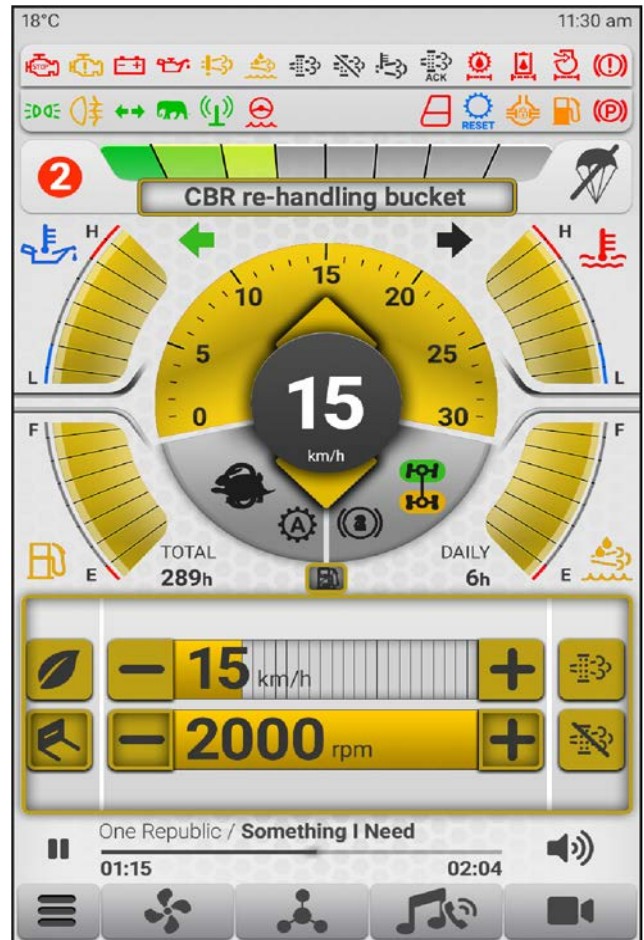 18°C 11:30 am
STOP
ACK
RESET
2
CBR re-handling bucket
H H
L L
0 5 10 15 20 25 30
15
km/h
F F
A 2
E E
TOTAL DAILY
289h 6h
15 km/h
2000 rpm
One Republic / Something I Need
01:15 02:04